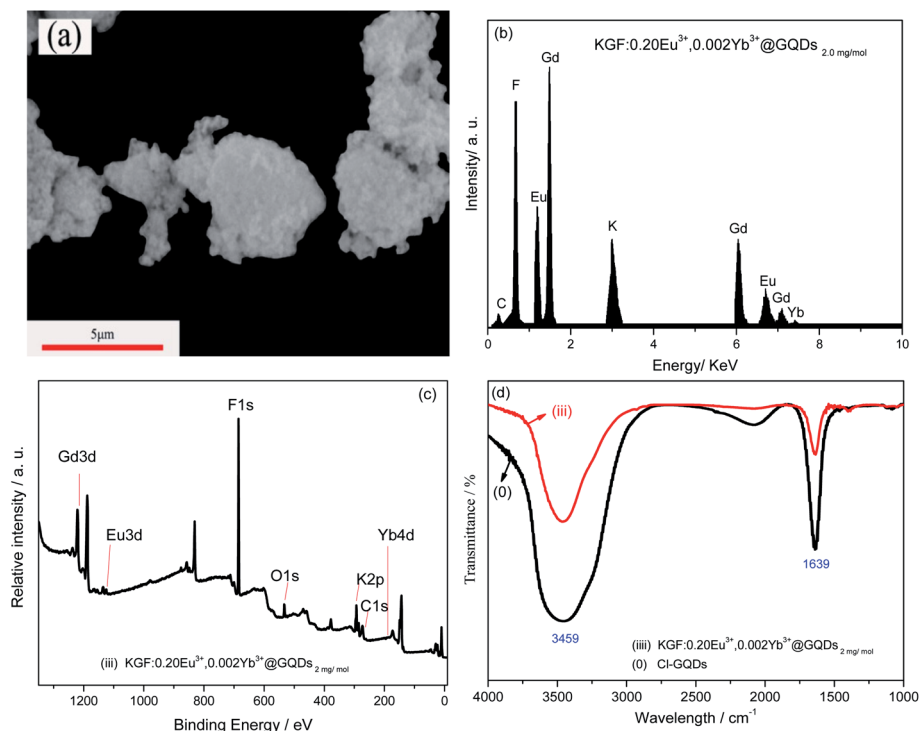 (a)
5μm
(b)
KGF:0.20Eu³⁺,0.002Yb³⁺@GQDs 2.0 mg/mol
Gd
F
Eu
K
Gd
Eu
Gd
C
Yb
Intensity/ a. u.
0 2 4 6 8 10
Energy/ KeV
(c)
F1s
Gd3d
Eu3d
Yb4d
O1s
K2p
C1s
Relative intensity / a. u.
(iii) KGF:0.20Eu³⁺,0.002Yb³⁺@GQDs 2 mg/ mol
1200 1000 800 600 400 200 0
Binding Energy / eV
(d)
(iii)
(0)
Transmittance / %
1639
3459
(iiii) KGF:0.20Eu³⁺,0.002Yb³⁺@GQDs 2 mg/ mol
(0) Cl-GQDs
4000 3500 3000 2500 2000 1500 1000
Wavelength / cm⁻¹